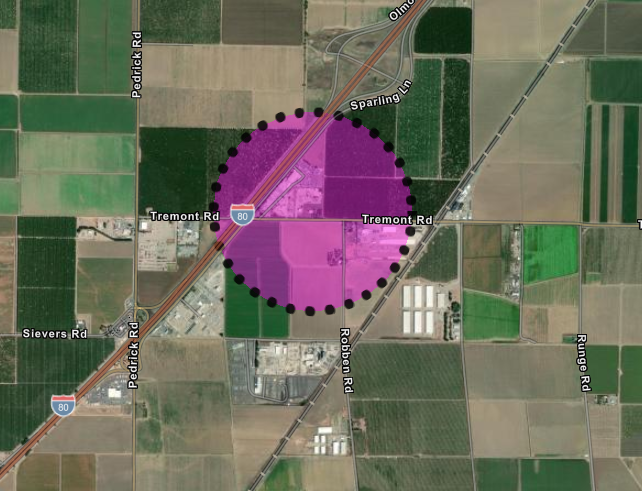 Olmo
Pedrick Rd
Sparling Ln
Tremont Rd
80
Tremont Rd
Sievers Rd
Pedrick Rd
Robben Rd
Runge Rd
80